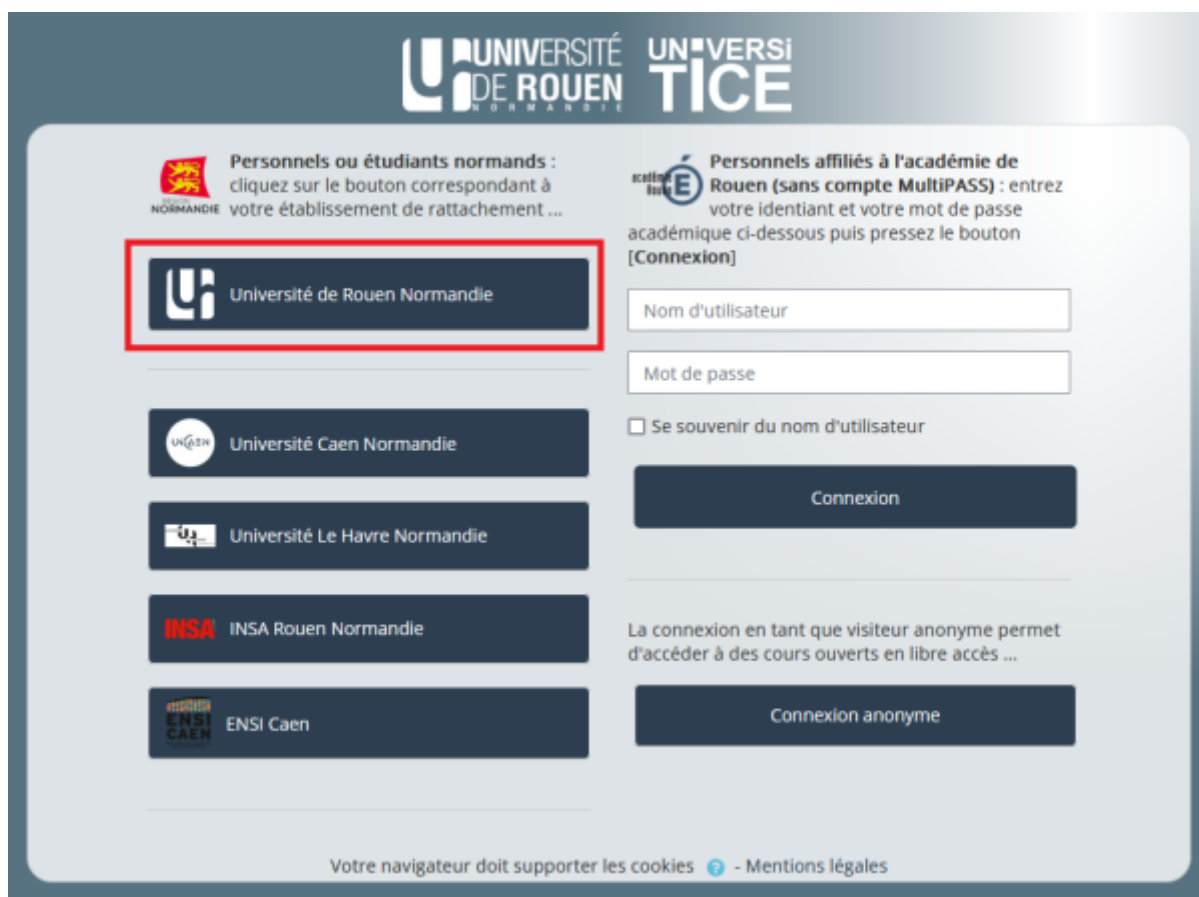 UNIVERSITÉ
DE ROUEN
NORMANDIE
UNIVERSi
TICE
RÉGION
NORMANDIE
Personnels ou étudiants normands :
cliquez sur le bouton correspondant à
votre établissement de rattachement ...
Université de Rouen Normandie
UNICAEN
Université Caen Normandie
Université Le Havre Normandie
INSA
INSA Rouen Normandie
ENSI
CAEN
ENSI Caen
académie
Rouen
É
Personnels affiliés à l'académie de
Rouen (sans compte MultiPASS) : entrez
votre identiant et votre mot de passe
académique ci-dessous puis pressez le bouton
[Connexion]
Nom d'utilisateur
Mot de passe
Se souvenir du nom d'utilisateur
Connexion
La connexion en tant que visiteur anonyme permet
d'accéder à des cours ouverts en libre accès ...
Connexion anonyme
Votre navigateur doit supporter les cookies ? - Mentions légales